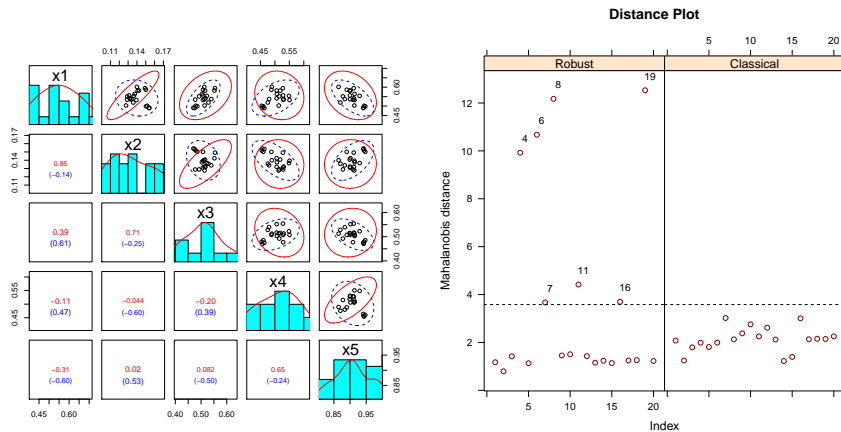 Distance Plot
0.11 0.14 0.17
0.45 0.55
5 10 15 20
Robust Classical
x1
0.45 0.60
x2
0.11 0.14 0.17
0.85
(−0.14)
x3
0.40 0.50 0.60
0.39
(0.61)
0.71
(−0.25)
x4
0.45 0.55
−0.11
(0.47)
−0.044
(−0.60)
−0.20
(0.39)
x5
0.85 0.95
−0.31
(−0.60)
0.02
(0.53)
0.082
(−0.50)
0.65
(−0.24)
0.45 0.60
0.40 0.50 0.60
0.85 0.95
Mahalanobis distance
12
10
8
6
4
2
19
8
6
4
11
7
16
5 10 15 20
Index